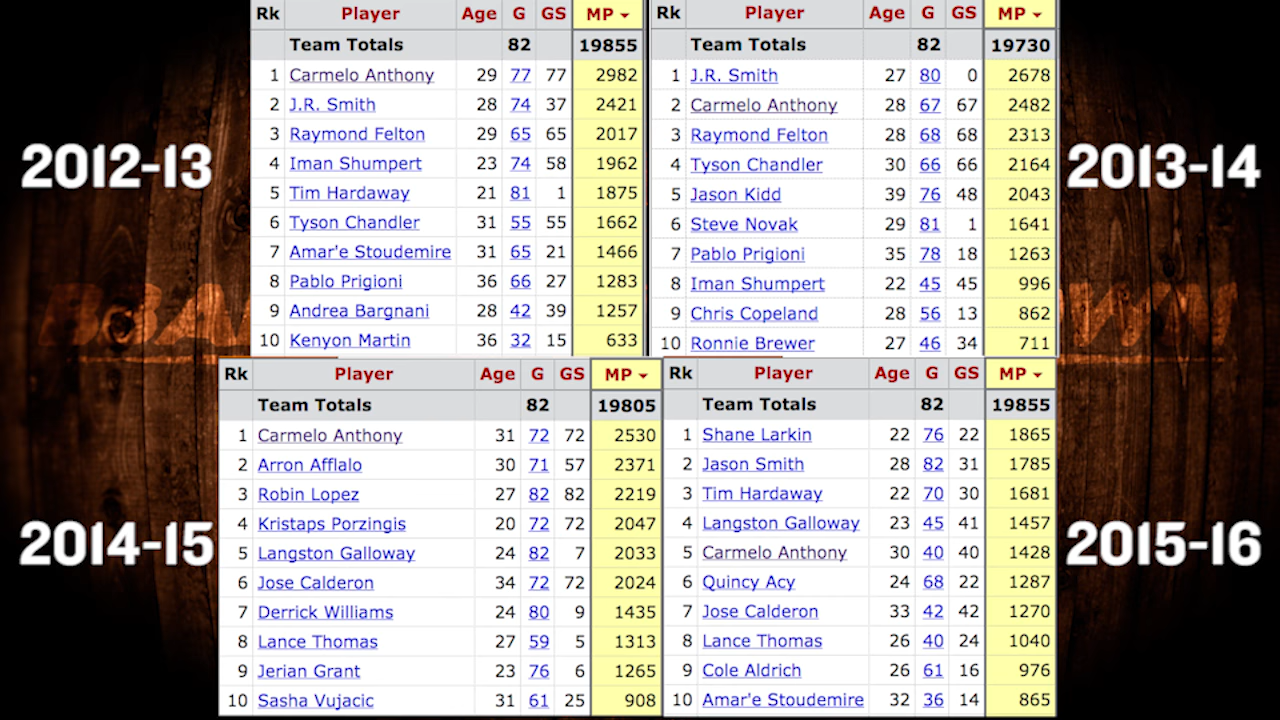 2012-13
Rk Player Age G GS MP
Team Totals 82 19855
1 Carmelo Anthony 29 77 77 2982
2 J.R. Smith 28 74 37 2421
3 Raymond Felton 29 65 65 2017
4 Iman Shumpert 23 74 58 1962
5 Tim Hardaway 21 81 1 1875
6 Tyson Chandler 31 55 55 1662
7 Amar'e Stoudemire 31 65 21 1466
8 Pablo Prigioni 36 66 27 1283
9 Andrea Bargnani 28 42 39 1257
10 Kenyon Martin 36 32 15 633
2013-14
Rk Player Age G GS MP
Team Totals 82 19730
1 J.R. Smith 27 80 0 2678
2 Carmelo Anthony 28 67 67 2482
3 Raymond Felton 28 68 68 2313
4 Tyson Chandler 30 66 66 2164
5 Jason Kidd 39 76 48 2043
6 Steve Novak 29 81 1 1641
7 Pablo Prigioni 35 78 18 1263
8 Iman Shumpert 22 45 45 996
9 Chris Copeland 28 56 13 862
10 Ronnie Brewer 27 46 34 711
2014-15
Rk Player Age G GS MP
Team Totals 82 19805
1 Carmelo Anthony 31 72 72 2530
2 Arron Afflalo 30 71 57 2371
3 Robin Lopez 27 82 82 2219
4 Kristaps Porzingis 20 72 72 2047
5 Langston Galloway 24 82 7 2033
6 Jose Calderon 34 72 72 2024
7 Derrick Williams 24 80 9 1435
8 Lance Thomas 27 59 5 1313
9 Jerian Grant 23 76 6 1265
10 Sasha Vujacic 31 61 25 908
2015-16
Rk Player Age G GS MP
Team Totals 82 19855
1 Shane Larkin 22 76 22 1865
2 Jason Smith 28 82 31 1785
3 Tim Hardaway 22 70 30 1681
4 Langston Galloway 23 45 41 1457
5 Carmelo Anthony 30 40 40 1428
6 Quincy Acy 24 68 22 1287
7 Jose Calderon 33 42 42 1270
8 Lance Thomas 26 40 24 1040
9 Cole Aldrich 26 61 16 976
10 Amar'e Stoudemire 32 36 14 865